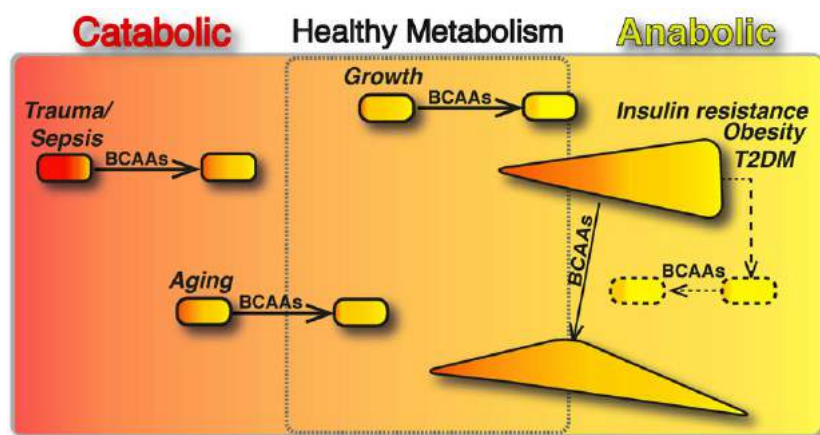 Catabolic
Healthy Metabolism
Anabolic
Growth
BCAAs
Trauma/
Sepsis
BCAAs
Insulin resistance
Obesity
T2DM
BCAAs
Aging
BCAAs
BCAAs